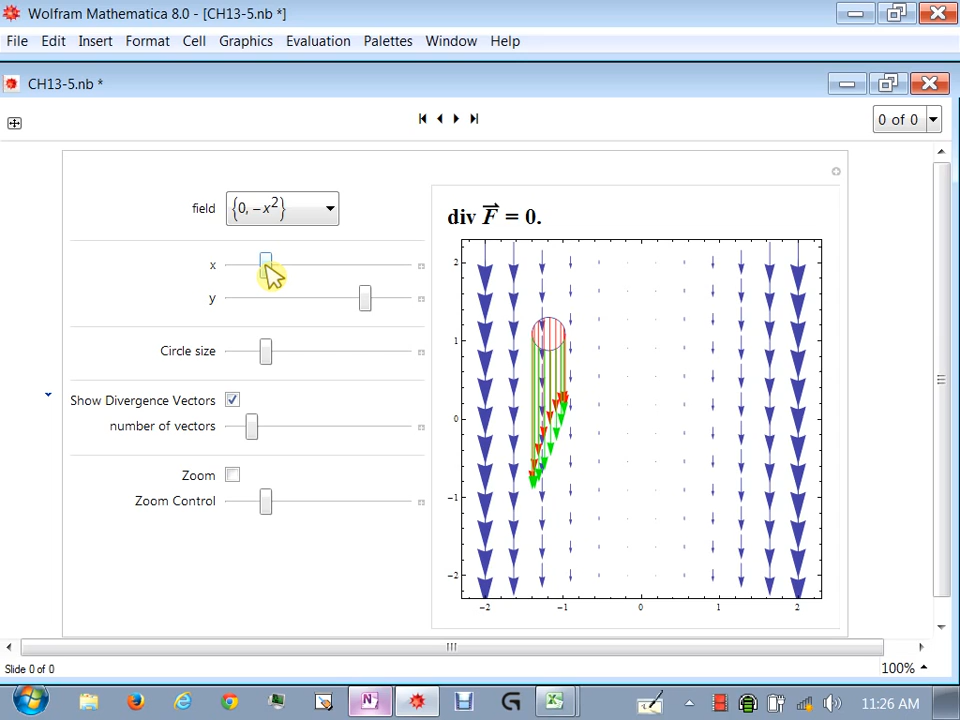 Wolfram Mathematica 8.0 - [CH13-5.nb *]
File Edit Insert Format Cell Graphics Evaluation Palettes Window Help
CH13-5.nb *
0 of 0
field {0, −x²}
x
y
Circle size
Show Divergence Vectors
number of vectors
Zoom
Zoom Control
div F⃗ = 0.
2
1
0
−1
−2
−2 −1 0 1 2
Slide 0 of 0
100%
11:26 AM